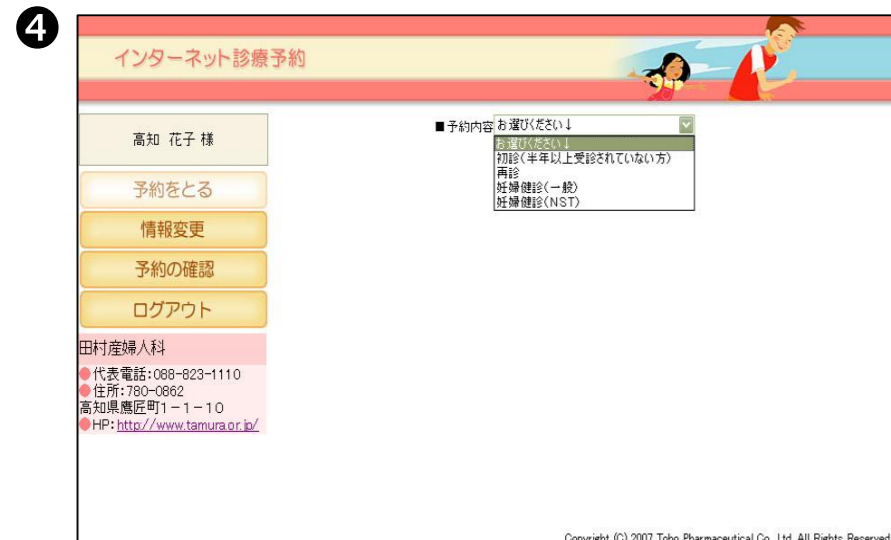 ❹
インターネット診療予約
高知 花子 様
予約をとる
情報変更
予約の確認
ログアウト
田村産婦人科
●代表電話:088-823-1110
●住所:780-0862
高知県鷹匠町1-1-10
●HP:http://www.tamura.or.jp/
■予約内容 お選びください↓
お選びください↓
初診(半年以上受診されていない方)
再診
妊婦健診(一般)
妊婦健診(NST)
Copyright (C) 2007 Toho Pharmaceutical Co., Ltd. All Rights Reserved